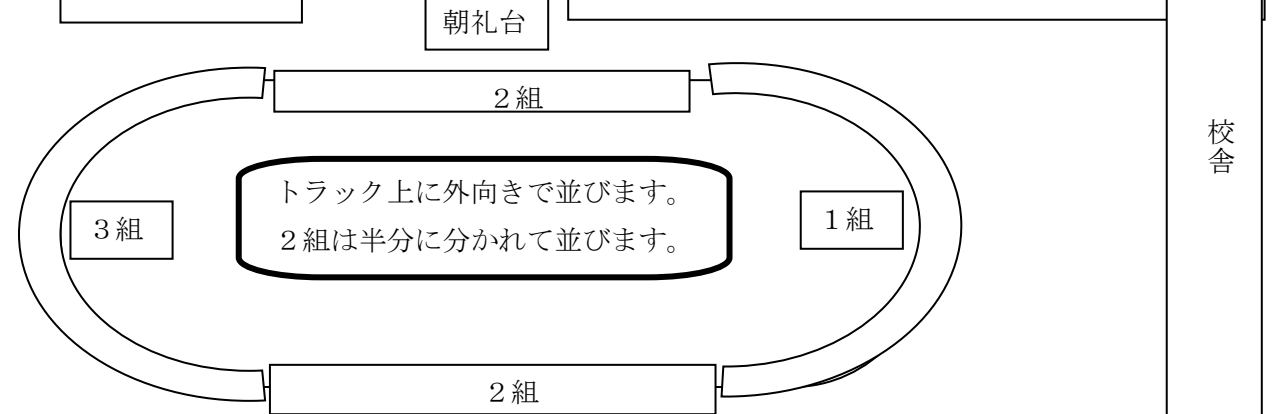 朝礼台
２組
校舎
トラック上に外向きで並びます。
２組は半分に分かれて並びます。
３組
１組
２組